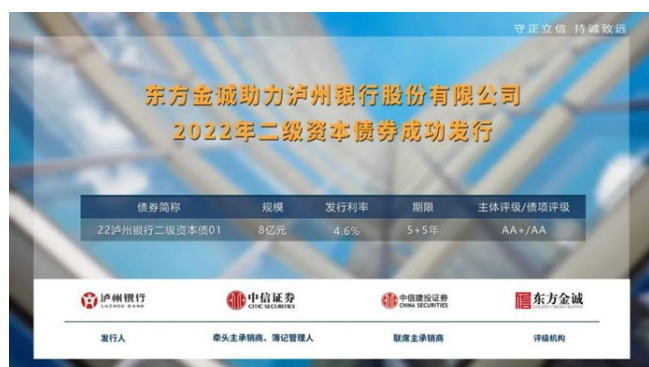 守正立信 持诚致远
东方金诚助力泸州银行股份有限公司
2022年二级资本债券成功发行
债券简称 规模 发行利率 期限 主体评级/债项评级
22泸州银行二级资本债01 8亿元 4.6% 5+5年 AA+/AA
泸州银行 中信证券 中信建投证券 东方金诚
LUZHOU BANK CITIC SECURITIES CHINA SECURITIES GOLDEN CREDIT RATING
发行人 牵头主承销商、簿记管理人 联席主承销商 评级机构